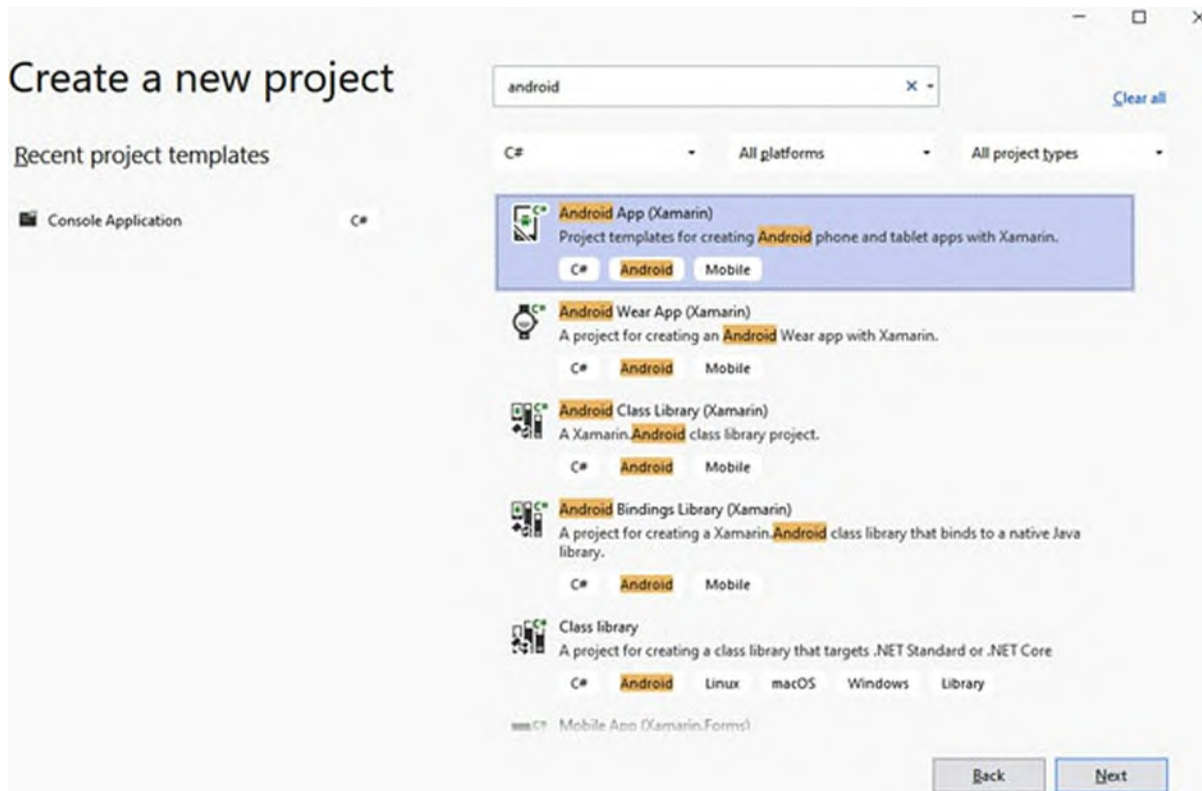 Create a new project
android
Clear all
Recent project templates
C#
All platforms
All project types
Console Application
C#
Android App (Xamarin)
Project templates for creating Android phone and tablet apps with Xamarin.
C# Android Mobile
Android Wear App (Xamarin)
A project for creating an Android Wear app with Xamarin.
C# Android Mobile
Android Class Library (Xamarin)
A Xamarin.Android class library project.
C# Android Mobile
Android Bindings Library (Xamarin)
A project for creating a Xamarin.Android class library that binds to a native Java
library.
C# Android Mobile
Class library
A project for creating a class library that targets .NET Standard or .NET Core
C# Android Linux macOS Windows Library
Mobile App (Xamarin.Forms)
Back
Next